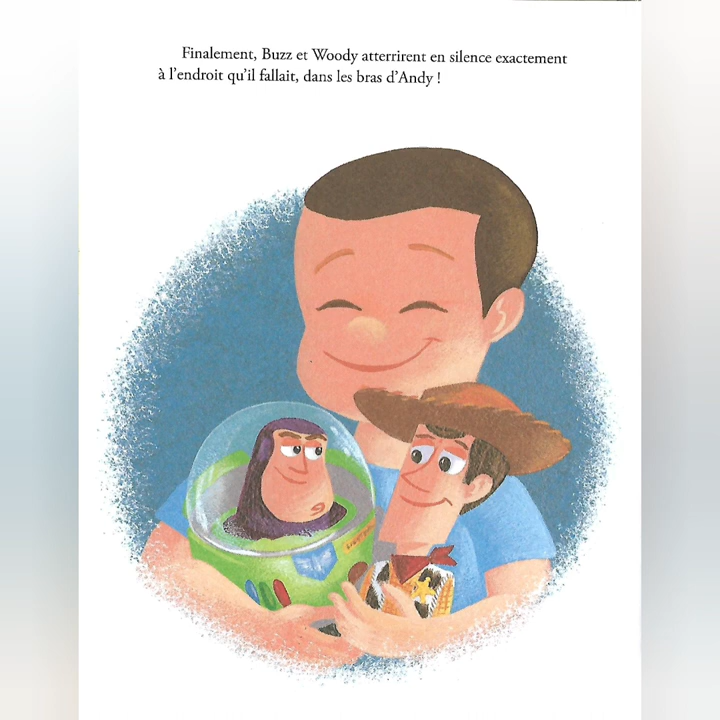 Finalement, Buzz et Woody atterrirent en silence exactement
à l'endroit qu'il fallait, dans les bras d'Andy !